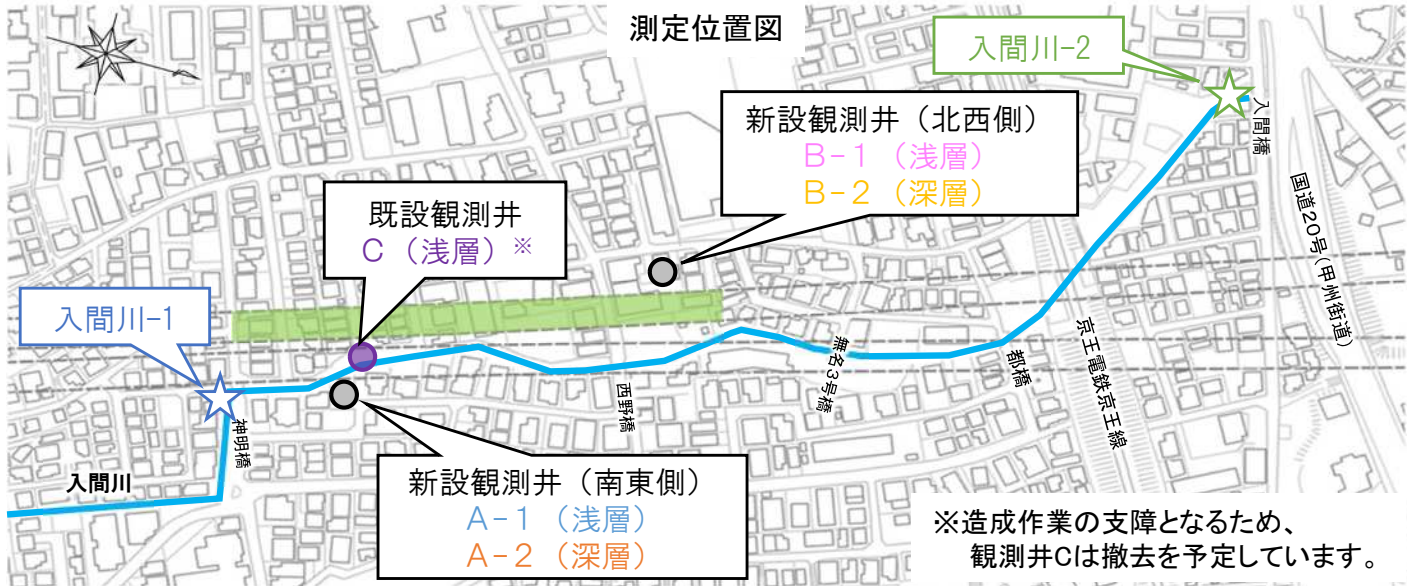 測定位置図
入間川-2
入間橋
新設観測井（北西側）
B-1（浅層）
B-2（深層）
国道20号(甲州街道)
既設観測井
C（浅層）※
入間川-1
神明橋
西野橋
無名3号橋
都橋
京王電鉄京王線
入間川
新設観測井（南東側）
A-1（浅層）
A-2（深層）
※造成作業の支障となるため、
観測井Cは撤去を予定しています。